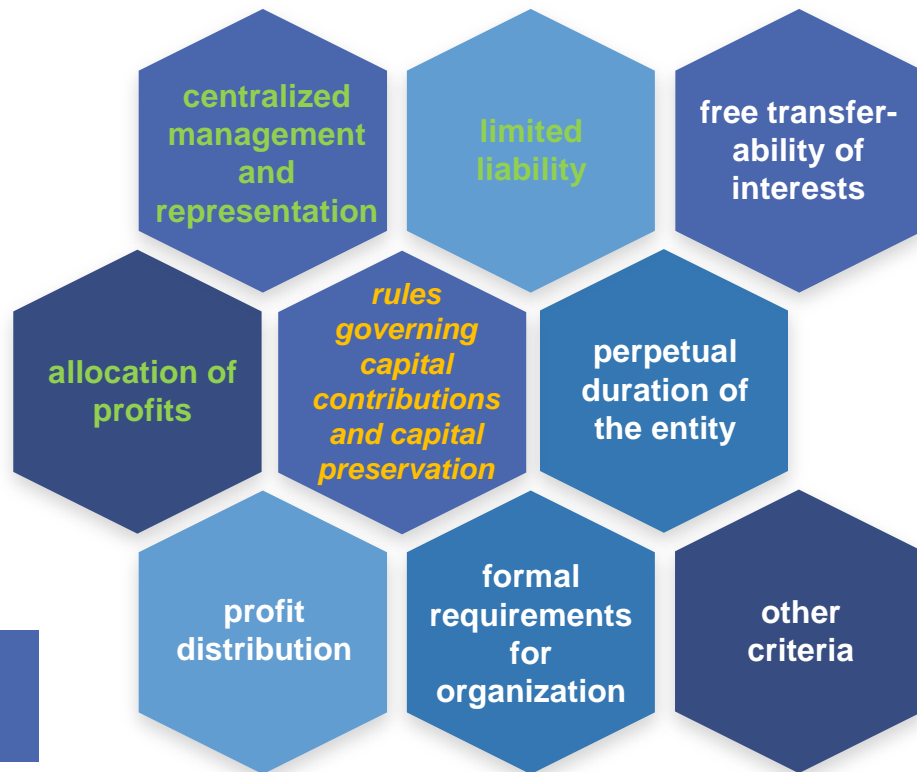 centralized
management
and
representation
limited
liability
free transfer-
ability of
interests
allocation of
profits
rules
governing
capital
contributions
and capital
preservation
perpetual
duration of
the entity
profit
distribution
formal
requirements
for
organization
other
criteria